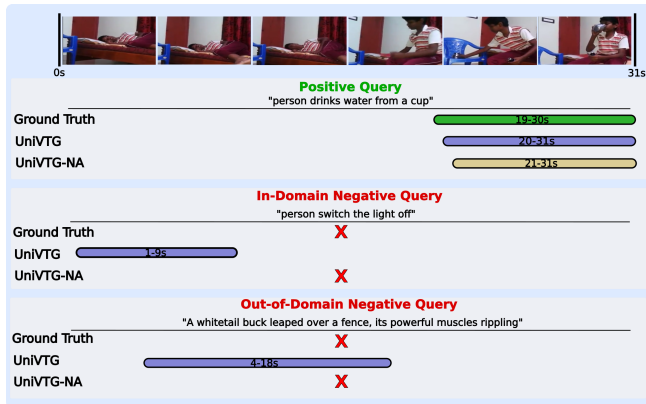 0s 31s
Positive Query
"person drinks water from a cup"
Ground Truth 19-30s
UniVTG 20-31s
UniVTG-NA 21-31s
In-Domain Negative Query
"person switch the light off"
Ground Truth X
UniVTG 1-9s
UniVTG-NA X
Out-of-Domain Negative Query
"A whitetail buck leaped over a fence, its powerful muscles rippling"
Ground Truth X
UniVTG 4-18s
UniVTG-NA X